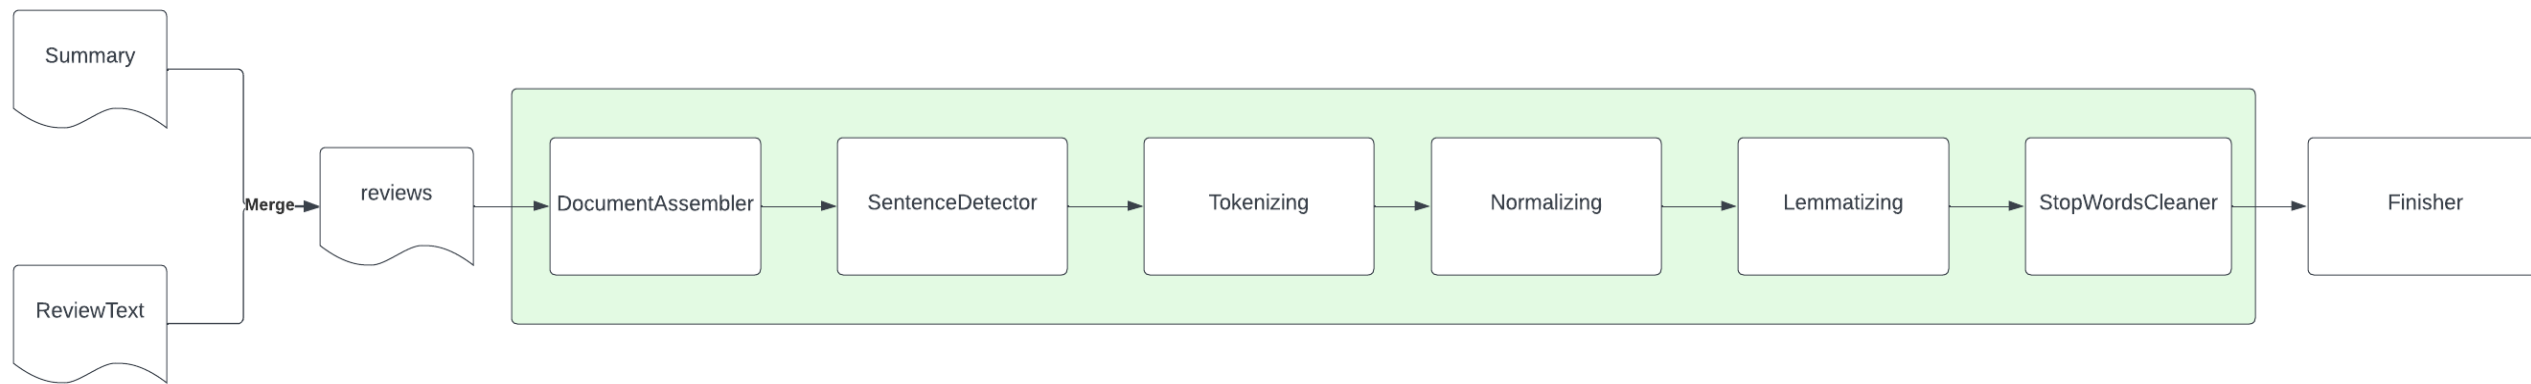 Summary
ReviewText
Merge
reviews
DocumentAssembler
SentenceDetector
Tokenizing
Normalizing
Lemmatizing
StopWordsCleaner
Finisher